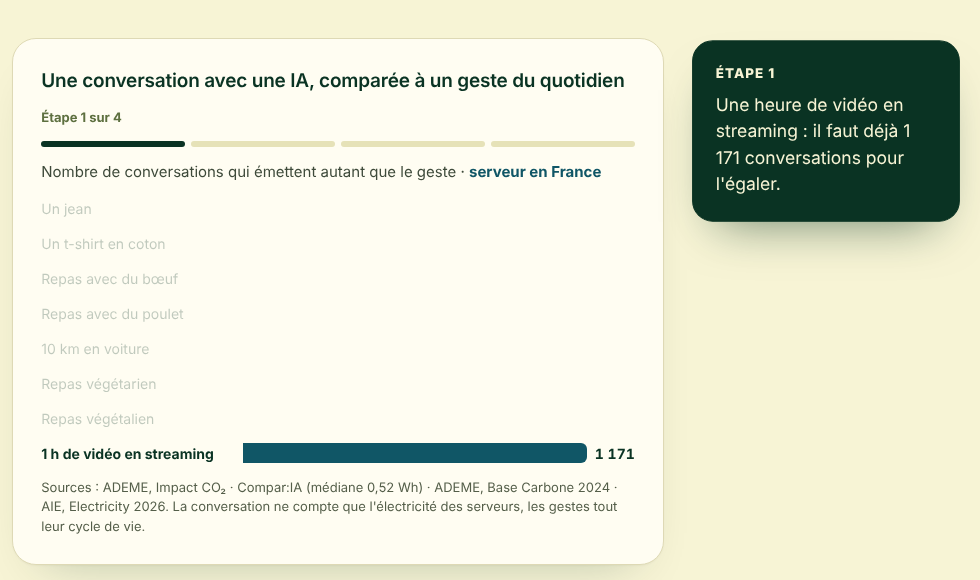 Une conversation avec une IA, comparée à un geste du quotidien
Étape 1 sur 4
Nombre de conversations qui émettent autant que le geste · serveur en France
Un jean
Un t-shirt en coton
Repas avec du bœuf
Repas avec du poulet
10 km en voiture
Repas végétarien
Repas végétalien
1 h de vidéo en streaming 1 171
Sources : ADEME, Impact CO₂ · Compar:IA (médiane 0,52 Wh) · ADEME, Base Carbone 2024 ·
AIE, Electricity 2026. La conversation ne compte que l'électricité des serveurs, les gestes tout
leur cycle de vie.
ÉTAPE 1
Une heure de vidéo en
streaming : il faut déjà 1
171 conversations pour
l'égaler.